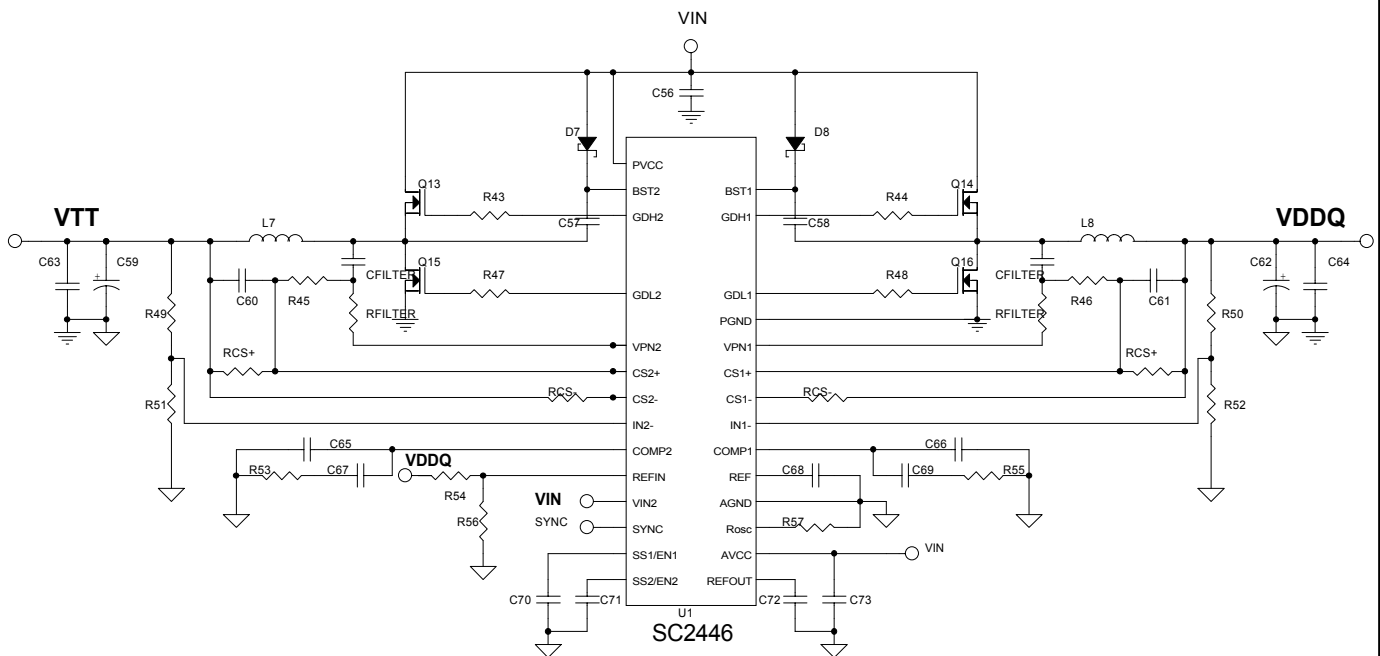 VIN
C56
D7
D8
PVCC
Q13
BST2
BST1
Q14
R43
R44
VTT
GDH2
GDH1
VDDQ
L7
C57
C58
L8
C63
C59
Q15
R47
R48
Q16
C62
C64
CFILTER
CFILTER
C60
R45
GDL2
GDL1
R46
C61
R49
RFILTER
PGND
RFILTER
R50
VPN2
VPN1
RCS+
CS2+
CS1+
RCS+
R51
RCS-
CS2-
CS1-
RCS-
R52
IN2-
IN1-
C65
COMP2
COMP1
C66
R53
C67
VDDQ
REFIN
REF
C68
C69
R55
R54
VIN
VIN2
AGND
SYNC
R56
SYNC
Rosc
R57
SS1/EN1
AVCC
VIN
SS2/EN2
REFOUT
C70
C71
C72
C73
U1
SC2446